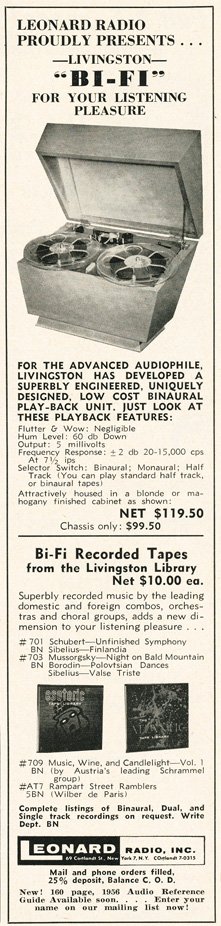 LEONARD RADIO
PROUDLY PRESENTS . . .
—LIVINGSTON—
“BI-FI”
FOR YOUR LISTENING
PLEASURE
FOR THE ADVANCED AUDIOPHILE,
LIVINGSTON HAS DEVELOPED A
SUPERBLY ENGINEERED, UNIQUELY
DESIGNED, LOW COST BINAURAL
PLAY-BACK UNIT. JUST LOOK AT
THESE PLAYBACK FEATURES:
Flutter & Wow: Negligible
Hum Level: 60 db Down
Output: 5 millivolts
Frequency Response: ± 2 db 20-15,000 cps
At 7½ ips
Selector Switch: Binaural; Monaural; Half
Track (You can play standard half track,
or binaural tapes)
Attractively housed in a blonde or ma-
hogany finished cabinet as shown:
NET $119.50
Chassis only: $99.50
Bi-Fi Recorded Tapes
from the Livingston Library
Net $10.00 ea.
Superbly recorded music by the leading
domestic and foreign combos, orches-
tras and choral groups, adds a new di-
mension to your listening pleasure . . .
# 701 Schubert—Unfinished Symphony
BN Sibelius—Finlandia
#703 Mussorgsky—Night on Bald Mountain
BN Borodin—Polovtsian Dances
Sibelius—Valse Triste
esoteric
TAPE LIBRARY
TAPE LIBRARY
#709 Music, Wine, and Candlelight—Vol. 1
BN (by Austria's leading Schrammel
group)
#AT7 Rampart Street Ramblers
5BN (Wilber de Paris)
Complete listings of Binaural, Dual, and
Single track recordings on request. Write
Dept. BN
LEONARD RADIO, INC.
69 Cortlandt St., New York 7, N. Y. COrtlandt 7-0315
Mail and phone orders filled,
25% deposit, Balance C. O. D.
New! 160 page, 1956 Audio Reference
Guide Available soon. . . . Enter your
name on our mailing list now!